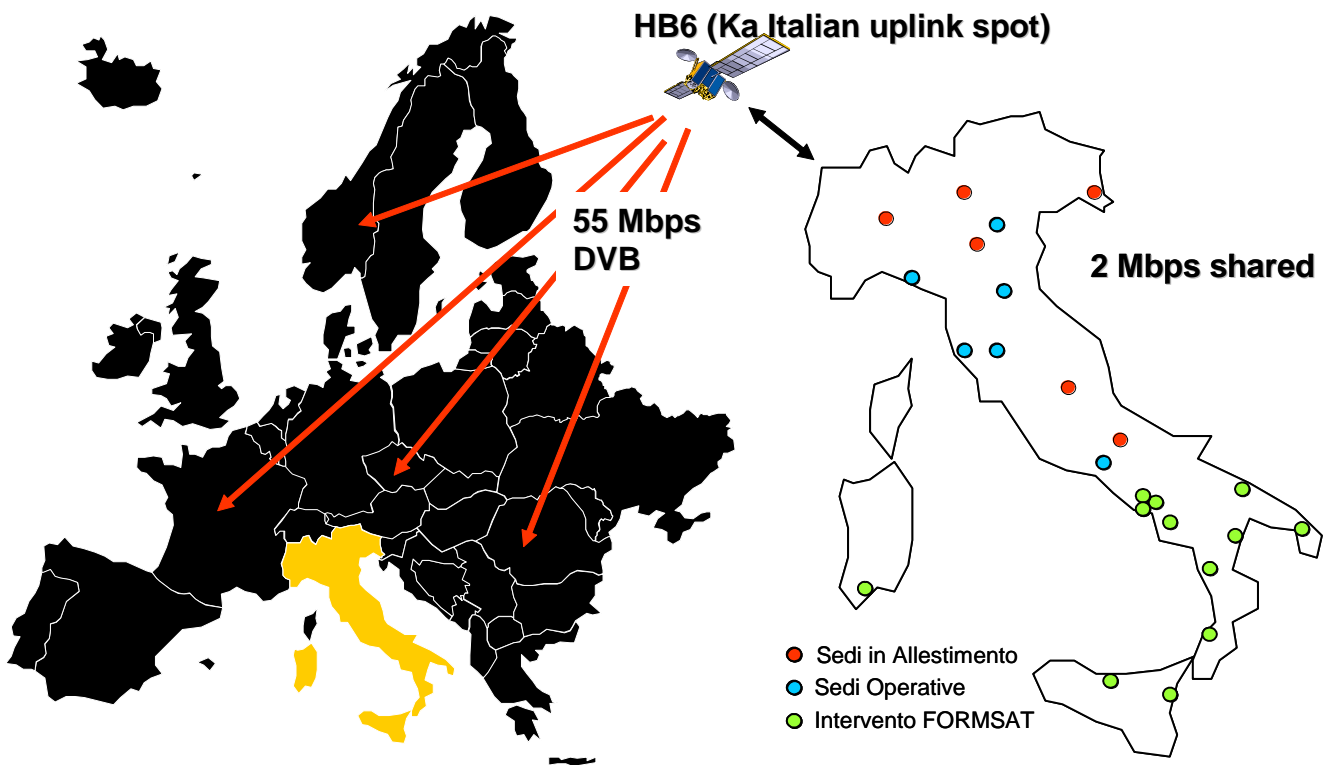 HB6 (Ka Italian uplink spot)
55 Mbps
DVB
2 Mbps shared
Sedi in Allestimento
Sedi Operative
Intervento FORMSAT